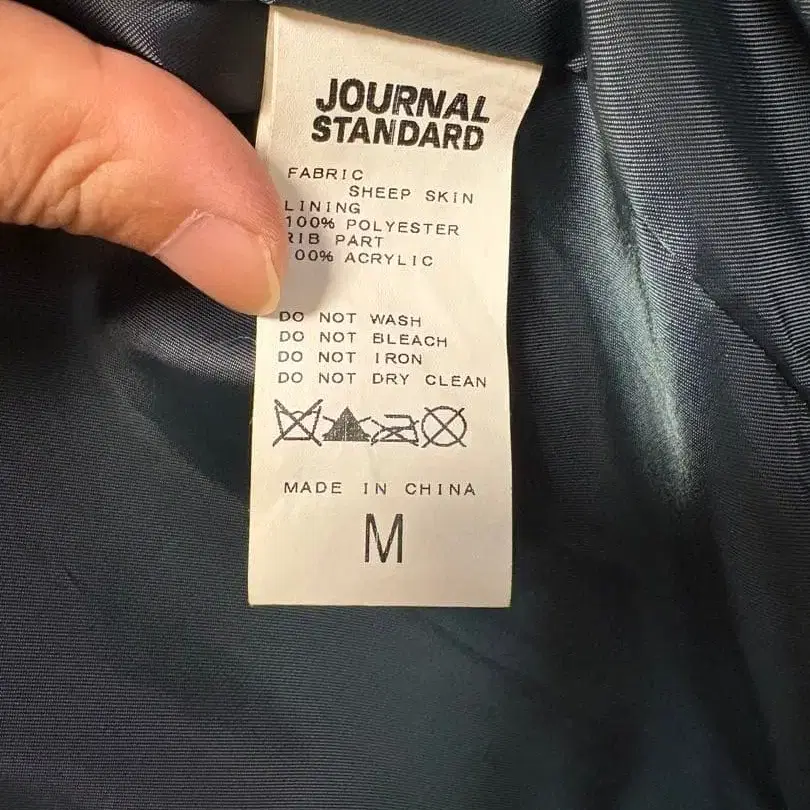 JOURNAL
STANDARD
FABRIC
SHEEP SKIN
LINING
100% POLYESTER
RIB PART
00% ACRYLIC
DO NOT WASH
DO NOT BLEACH
DO NOT IRON
DO NOT DRY CLEAN
MADE IN CHINA
M